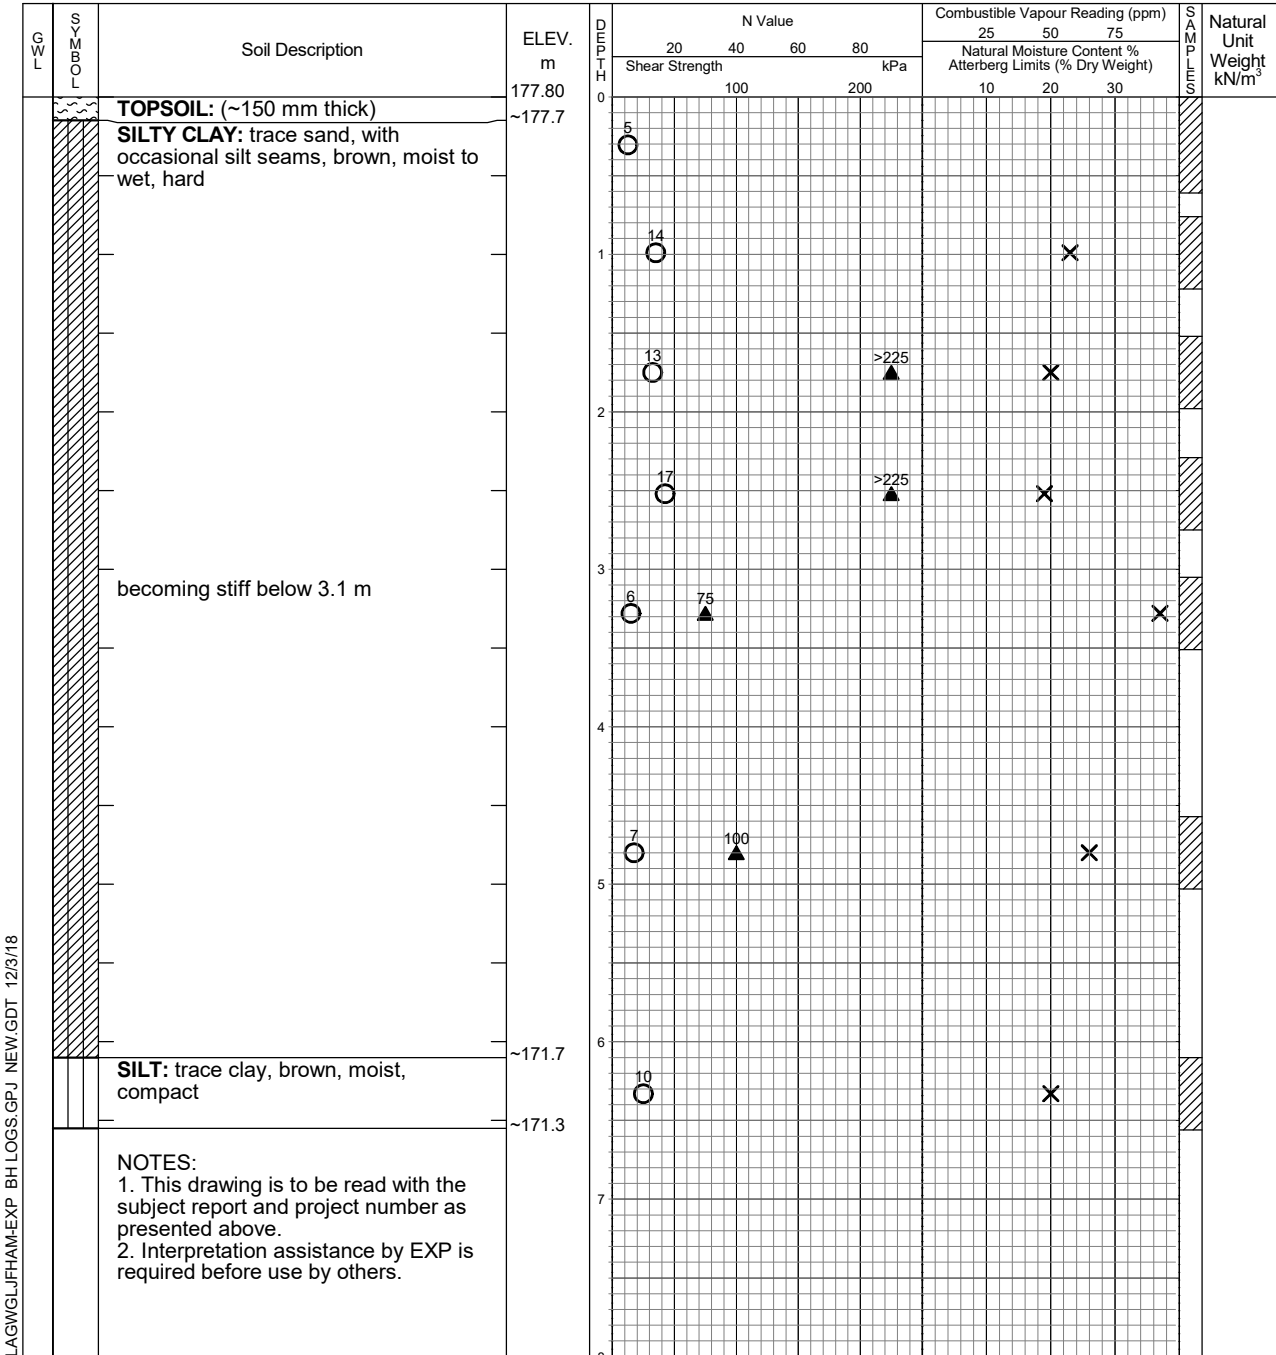 GWL
SYMBOL
Soil Description
ELEV.
m
DEPTH
N Value
20 40 60 80
Shear Strength kPa
100 200
Combustible Vapour Reading (ppm)
25 50 75
Natural Moisture Content %
Atterberg Limits (% Dry Weight)
10 20 30
SAMPLES
Natural
Unit
Weight
kN/m³
177.80
0
TOPSOIL: (~150 mm thick)
~177.7
SILTY CLAY: trace sand, with
occasional silt seams, brown, moist to
wet, hard
5
14
1
13
>225
2
17
>225
3
becoming stiff below 3.1 m
6
75
4
7
100
5
6
~171.7
SILT: trace clay, brown, moist,
compact
10
~171.3
NOTES:
1. This drawing is to be read with the
subject report and project number as
presented above.
2. Interpretation assistance by EXP is
required before use by others.
7
LAGWGLJFHAM-EXP BH LOGS.GPJ NEW.GDT 12/3/18